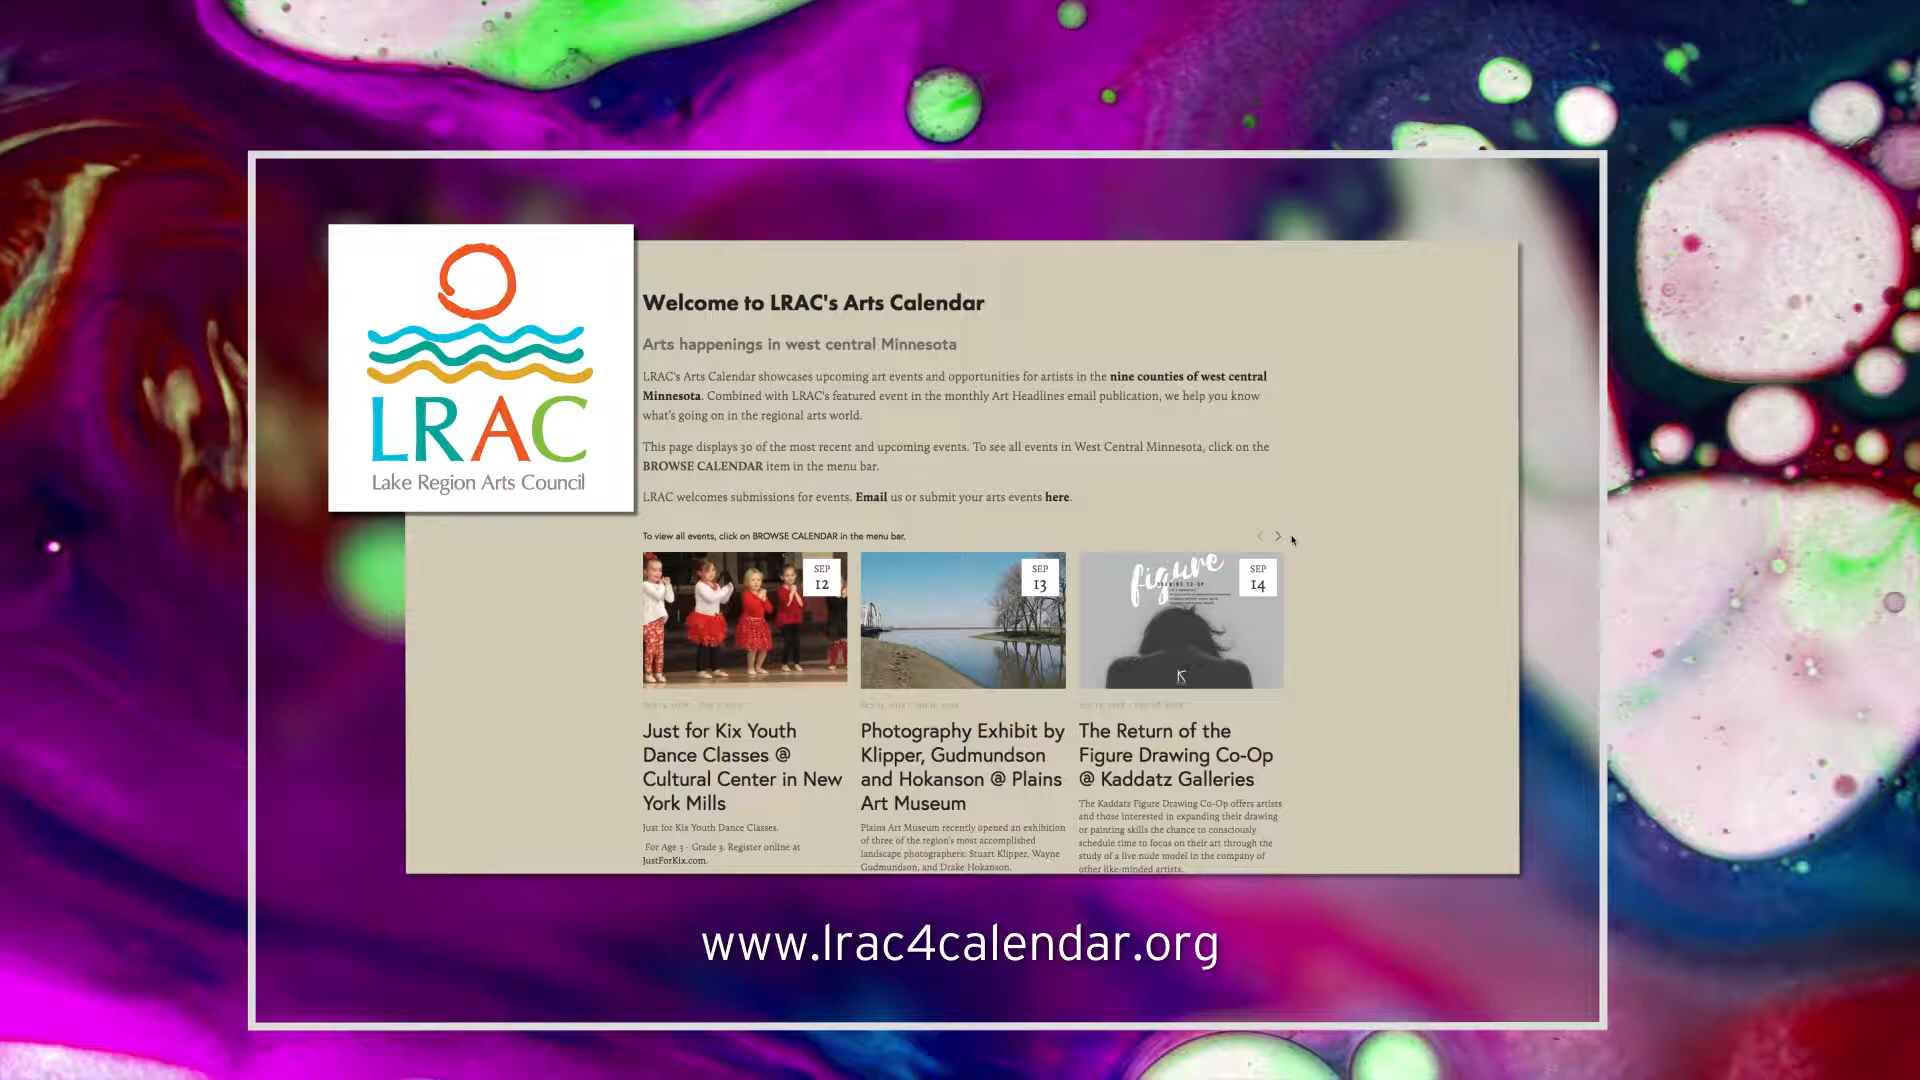 LRAC
Lake Region Arts Council
Welcome to LRAC's Arts Calendar
Arts happenings in west central Minnesota
LRAC's Arts Calendar showcases upcoming art events and opportunities for artists in the nine counties of west central
Minnesota. Combined with LRAC's featured event in the monthly Art Headlines email publication, we help you know
what's going on in the regional arts world.
This page displays 30 of the most recent and upcoming events. To see all events in West Central Minnesota, click on the
BROWSE CALENDAR item in the menu bar.
LRAC welcomes submissions for events. Email us or submit your arts events here.
To view all events, click on BROWSE CALENDAR in the menu bar.
SEP
12
Just for Kix Youth
Dance Classes @
Cultural Center in New
York Mills
Just for Kix Youth Dance Classes.
For Age 3 - Grade 3. Register online at
JustForKix.com.
SEP
13
Photography Exhibit by
Klipper, Gudmundson
and Hokanson @ Plains
Art Museum
Plains Art Museum recently opened an exhibition
of three of the region's most accomplished
landscape photographers: Stuart Klipper, Wayne
Gudmundson, and Drake Hokanson.
figure
DRAWING CO-OP
SEP
14
K
The Return of the
Figure Drawing Co-Op
@ Kaddatz Galleries
The Kaddatz Figure Drawing Co-Op offers artists
and those interested in expanding their drawing
or painting skills the chance to consciously
schedule time to focus on their art through the
study of a live nude model in the company of
other like-minded artists.
www.lrac4calendar.org